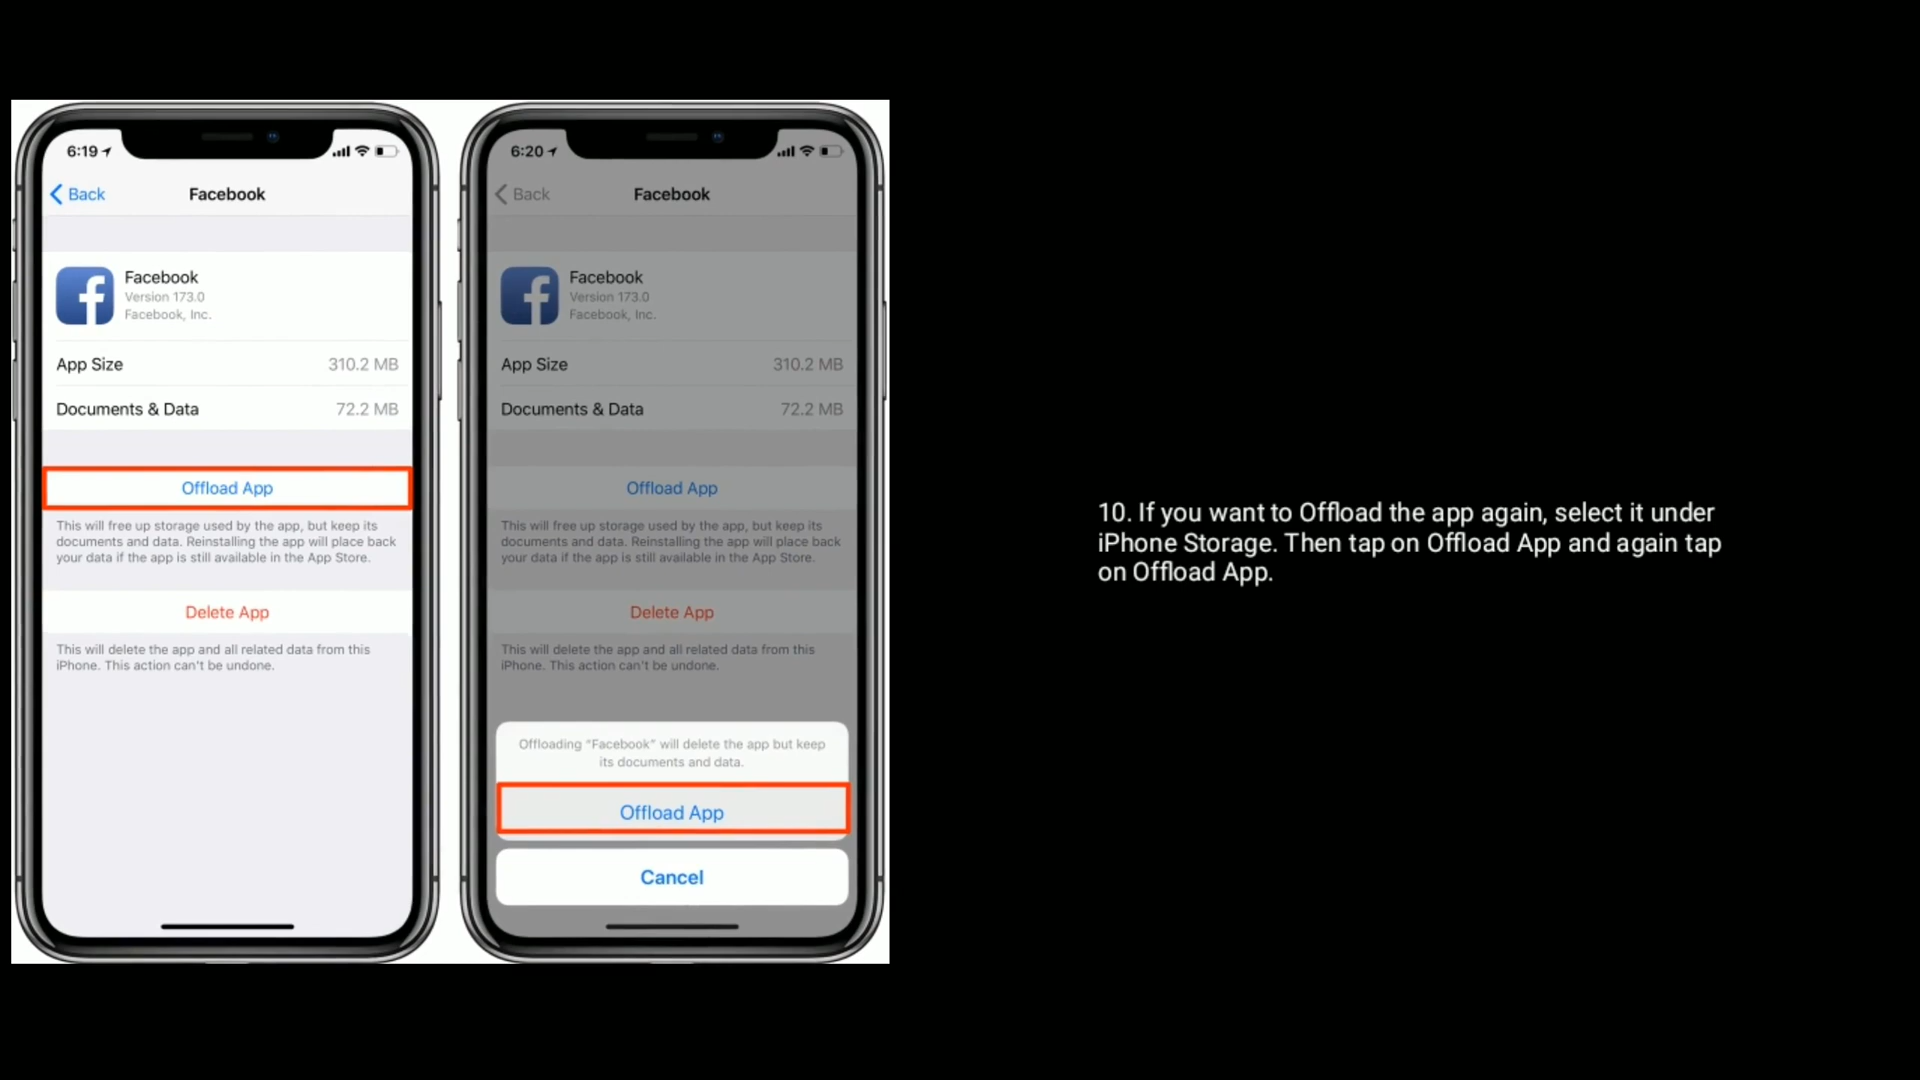 6:19
Back
Facebook
Facebook
Version 173.0
Facebook, Inc.
App Size 310.2 MB
Documents & Data 72.2 MB
Offload App
This will free up storage used by the app, but keep its
documents and data. Reinstalling the app will place back
your data if the app is still available in the App Store.
Delete App
This will delete the app and all related data from this
iPhone. This action can't be undone.
6:20
Back
Facebook
Facebook
Version 173.0
Facebook, Inc.
App Size 310.2 MB
Documents & Data 72.2 MB
Offload App
This will free up storage used by the app, but keep its
documents and data. Reinstalling the app will place back
your data if the app is still available in the App Store.
Delete App
This will delete the app and all related data from this
iPhone. This action can't be undone.
Offloading "Facebook" will delete the app but keep
its documents and data.
Offload App
Cancel
10. If you want to Offload the app again, select it under
iPhone Storage. Then tap on Offload App and again tap
on Offload App.